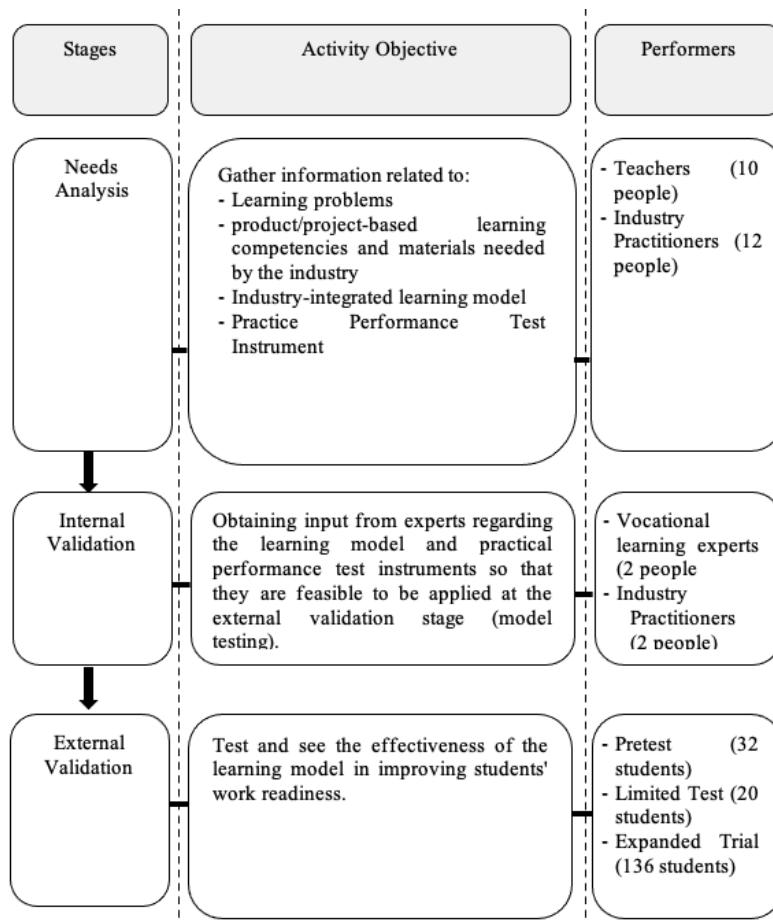 Stages
Activity Objective
Performers
Needs
Analysis
Gather information related to:
- Learning problems
- product/project-based learning
competencies and materials needed
by the industry
- Industry-integrated learning model
- Practice Performance Test
Instrument
- Teachers (10
people)
- Industry
Practitioners (12
people)
Internal
Validation
Obtaining input from experts regarding
the learning model and practical
performance test instruments so that
they are feasible to be applied at the
external validation stage (model
testing).
- Vocational
learning experts
(2 people
- Industry
Practitioners
(2 people)
External
Validation
Test and see the effectiveness of the
learning model in improving students'
work readiness.
- Pretest (32
students)
- Limited Test (20
students)
- Expanded Trial
(136 students)